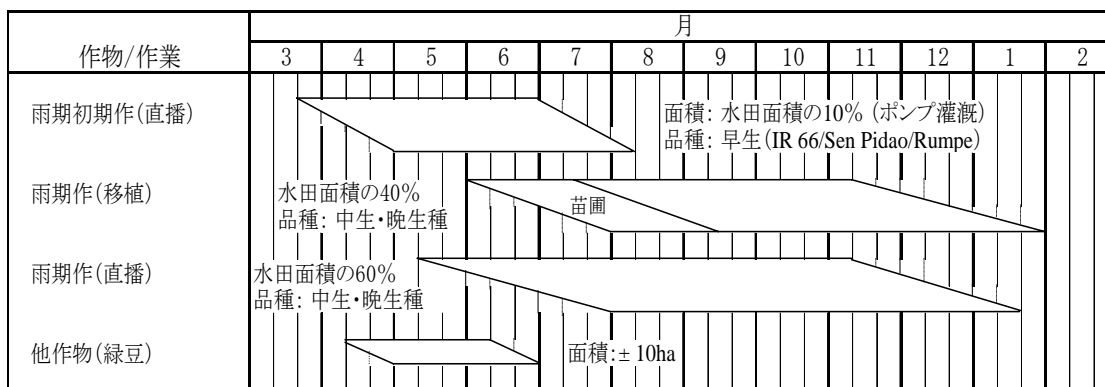 月
作物/作業
3 4 5 6 7 8 9 10 11 12 1 2
雨期初期作(直播)
面積: 水田面積の10% (ポンプ灌漑)
品種: 早生(IR 66/Sen Pidao/Rumpe)
雨期作(移植)
水田面積の40%
品種: 中生・晩生種
苗圃
雨期作(直播)
水田面積の60%
品種: 中生・晩生種
他作物(緑豆)
面積:± 10ha